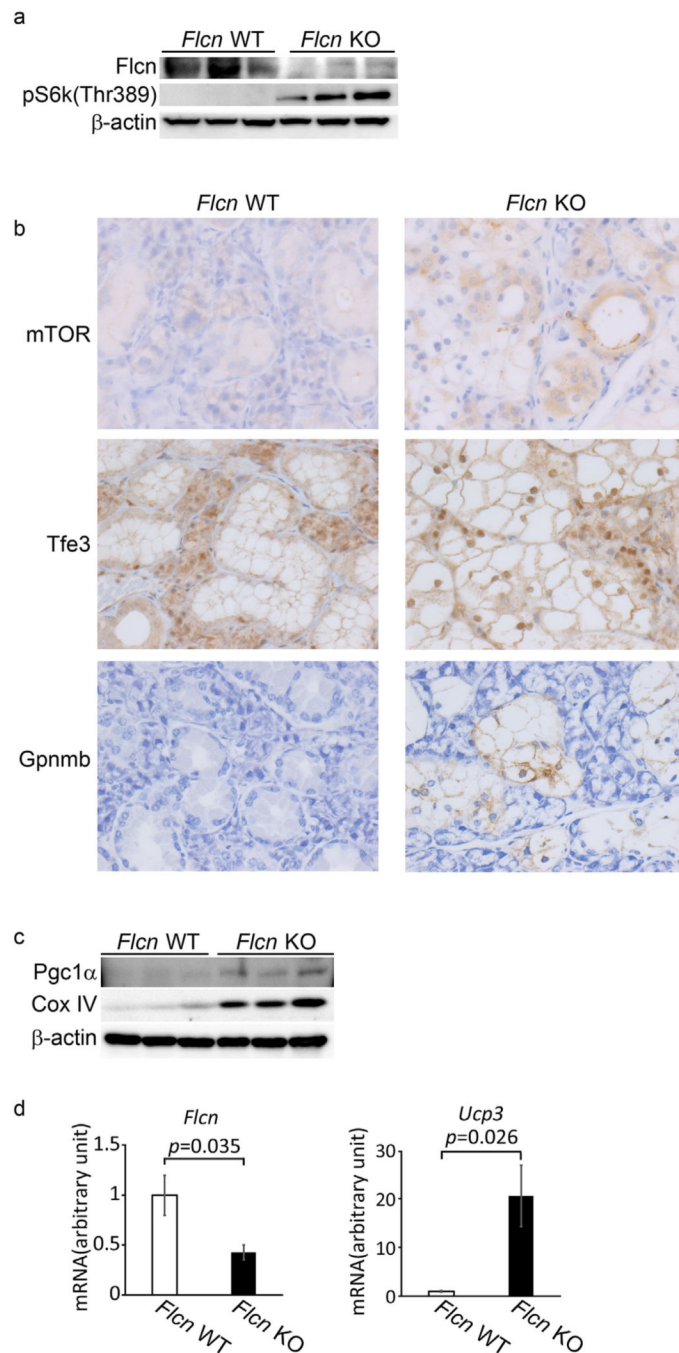 a
Flcn WT Flcn KO
Flcn
pS6k(Thr389)
β-actin
Flcn WT Flcn KO
b
mTOR
Tfe3
Gpnmb
c
Flcn WT Flcn KO
Pgc1α
Cox IV
β-actin
d
Flcn
p=0.035
mRNA(arbitrary unit)
1.5
1
0.5
0
Flcn WT
Flcn KO
Ucp3
p=0.026
mRNA(arbitrary unit)
30
20
10
0
Flcn WT
Flcn KO